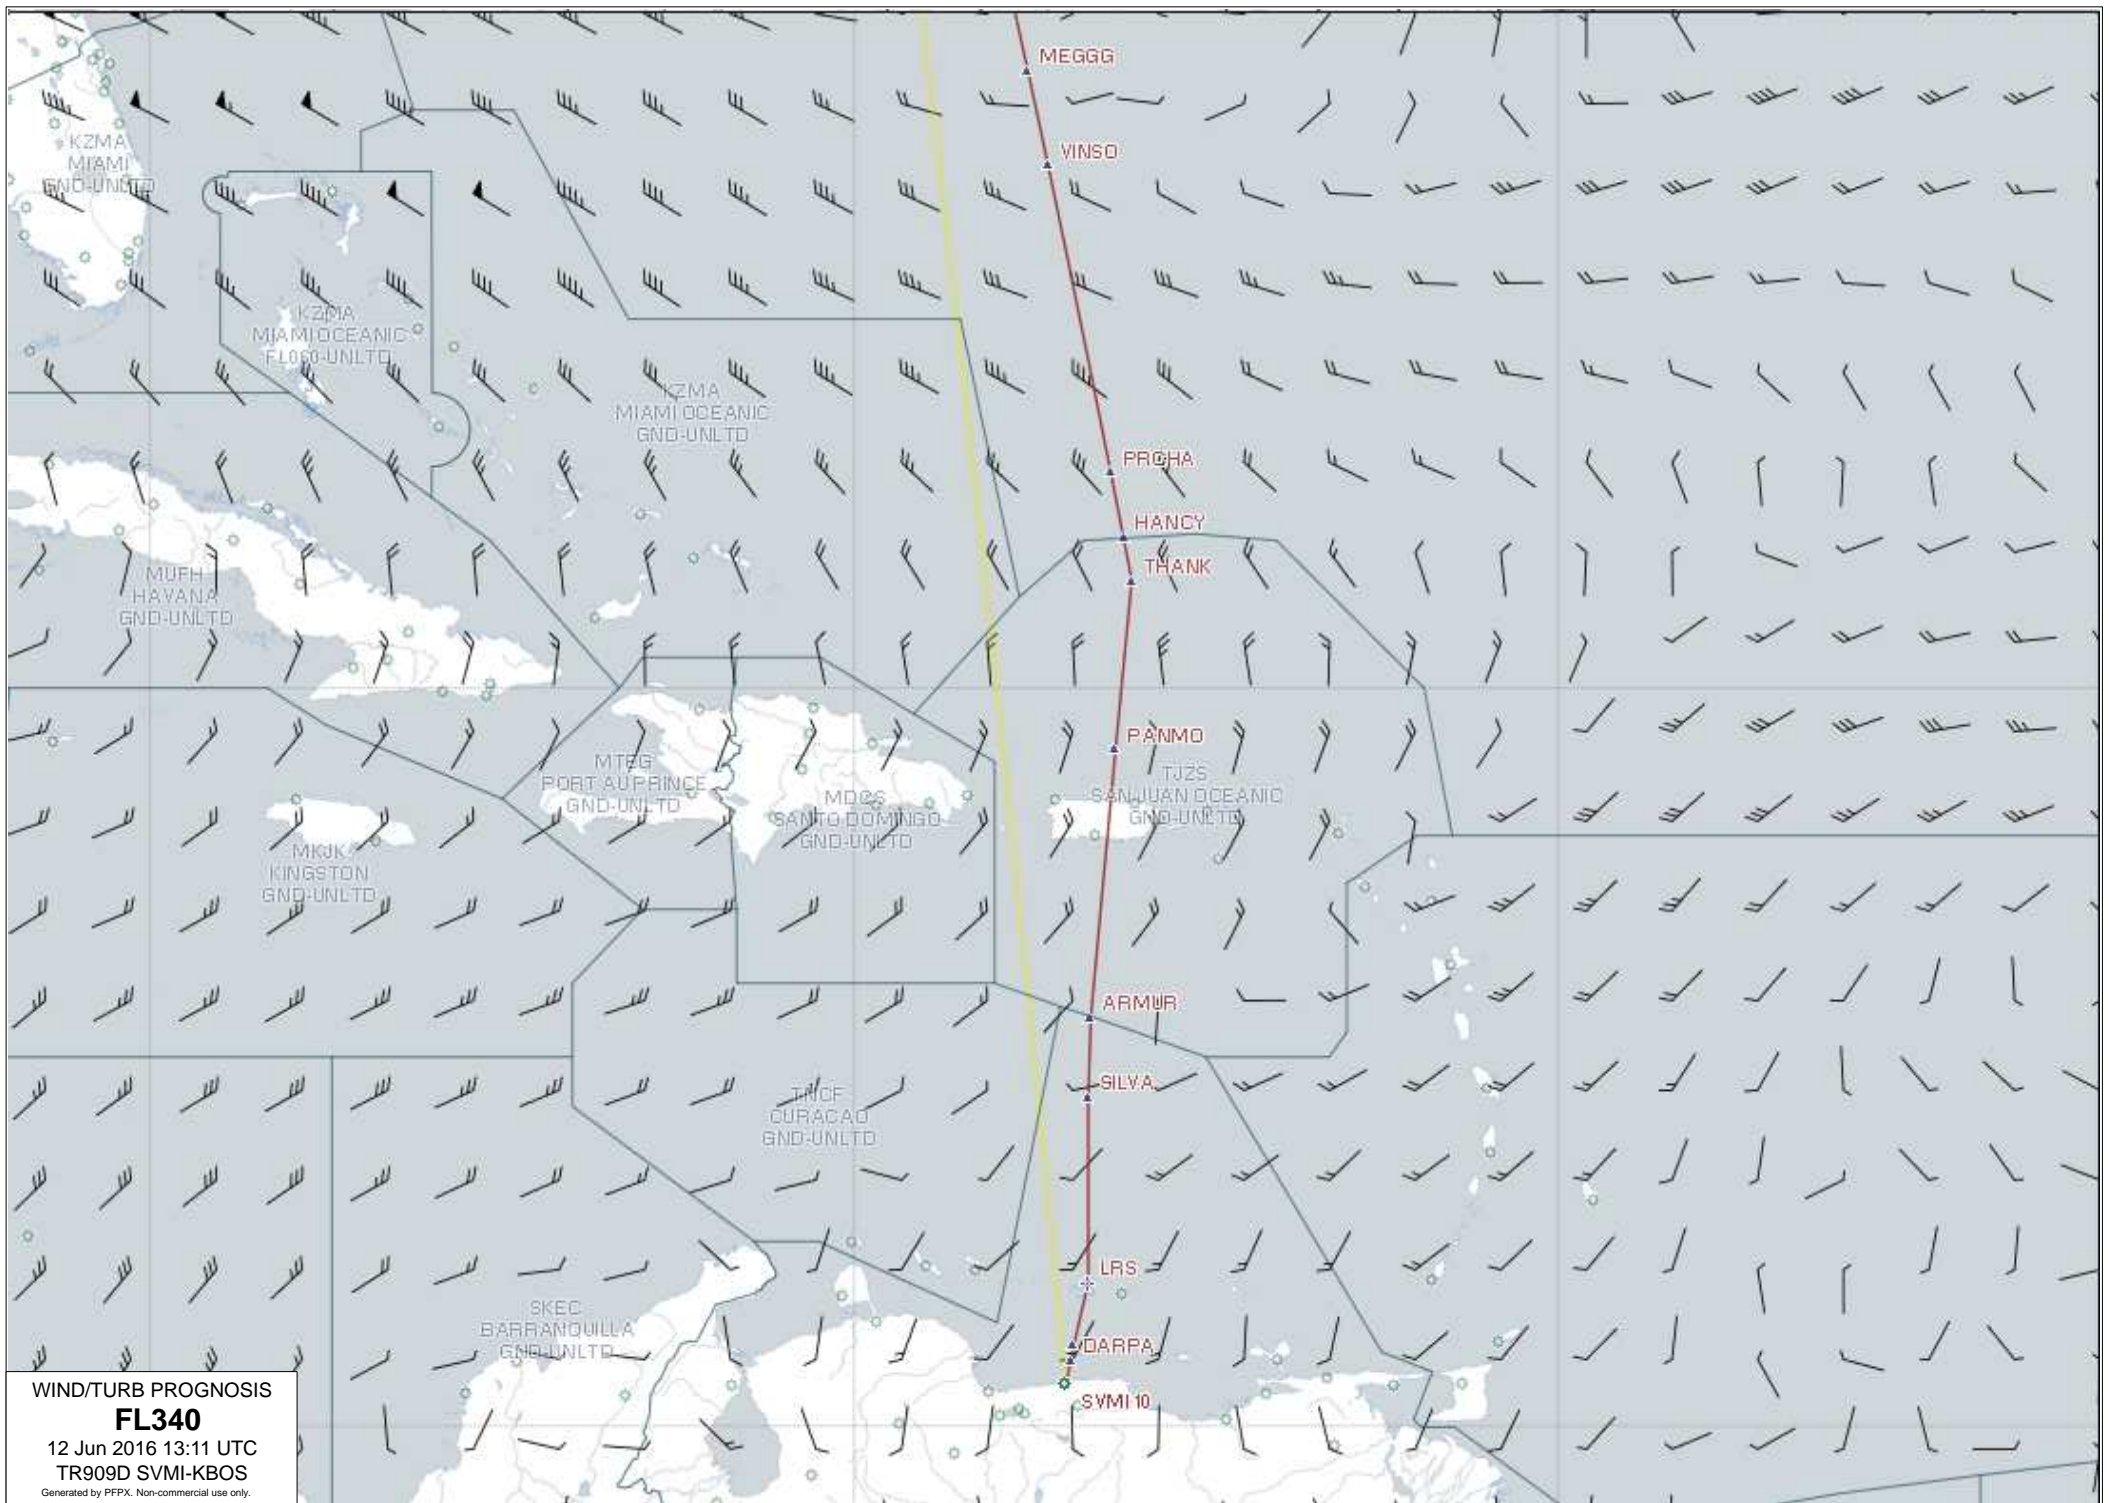 MEGGG
KZMA
MIAMI
GND-UNLTD
VINSO
KZMA
MIAMI OCEANIC
FL060-UNLTD
KZMA
MIAMI OCEANIC
GND-UNLTD
PROHA
HANCY
THANK
MUFH
HAVANA
GND-UNLTD
PANMO
MTEG
PORT AU PRINCE
GND-UNLTD
TJZS
SAN JUAN OCEANIC
GND-UNLTD
MDCS
SANTO DOMINGO
GND-UNLTD
MKJK
KINGSTON
GND-UNLTD
ARMUR
SILVA
TNCF
CURACAO
GND-UNLTD
LRS
SKEC
BARRANQUILLA
GND-UNLTD
DARPA
SVMI 10
WIND/TURB PROGNOSIS
FL340
12 Jun 2016 13:11 UTC
TR909D SVMI-KBOS
Generated by PFPX. Non-commercial use only.